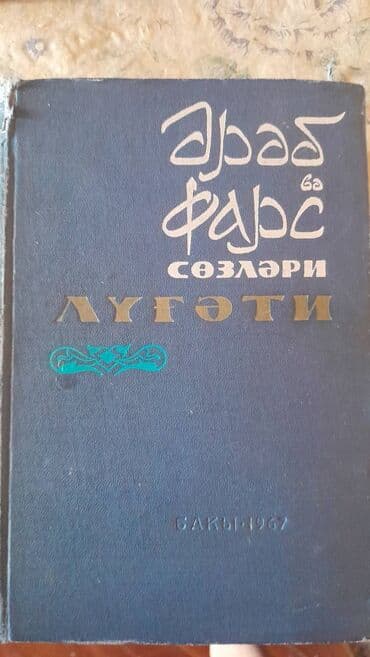 Әрәб
вә
Фарс
сөзләри
лүғәти
БАКЫ-1967